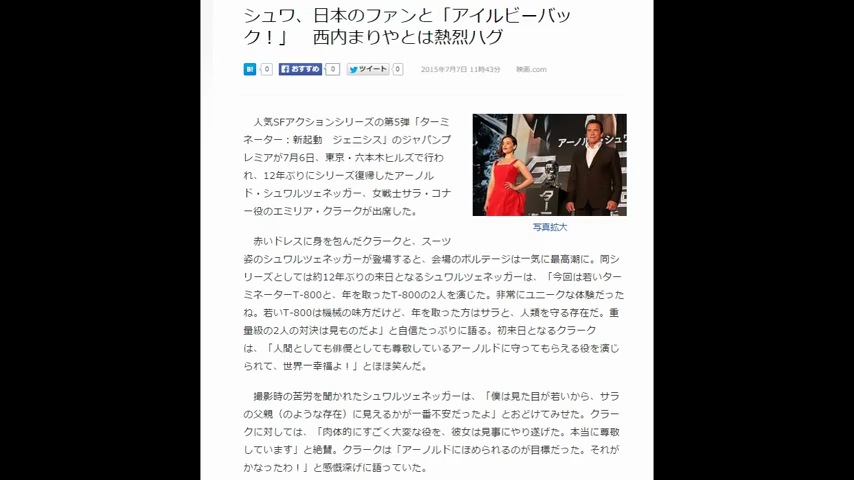 シュワ、日本のファンと「アイルビーバッ
ク！」　西内まりやとは熱烈ハグ
B! 0 おすすめ 0 ツイート 0 2015年7月7日 11時43分 映画.com
人気SFアクションシリーズの第5弾「ターミ
ネーター：新起動　ジェニシス」のジャパンプ
レミアが7月6日、東京・六本木ヒルズで行わ
れ、12年ぶりにシリーズ復帰したアーノル
ド・シュワルツェネッガー、女戦士サラ・コナ
ー役のエミリア・クラークが出席した。
アーノルド・シュワ
ター
写真拡大
赤いドレスに身を包んだクラークと、スーツ
姿のシュワルツェネッガーが登場すると、会場のボルテージは一気に最高潮に。同シ
リーズとしては約12年ぶりの来日となるシュワルツェネッガーは、「今回は若いター
ミネーターT-800と、年を取ったT-800の2人を演じた。非常にユニークな体験だった
ね。若いT-800は機械の味方だけど、年を取った方はサラと、人類を守る存在だ。重
量級の2人の対決は見ものだよ」と自信たっぷりに語る。初来日となるクラーク
は、「人間としても俳優としても尊敬しているアーノルドに守ってもらえる役を演じ
られて、世界一幸福よ！」とほほ笑んだ。
撮影時の苦労を聞かれたシュワルツェネッガーは、「僕は見た目が若いから、サラ
の父親（のような存在）に見えるかが一番不安だったよ」とおどけてみせた。クラー
クに対しては、「肉体的にすごく大変な役を、彼女は見事にやり遂げた。本当に尊敬
しています」と絶賛。クラークは「アーノルドにほめられるのが目標だった。それが
かなったわ！」と感慨深げに語っていた。